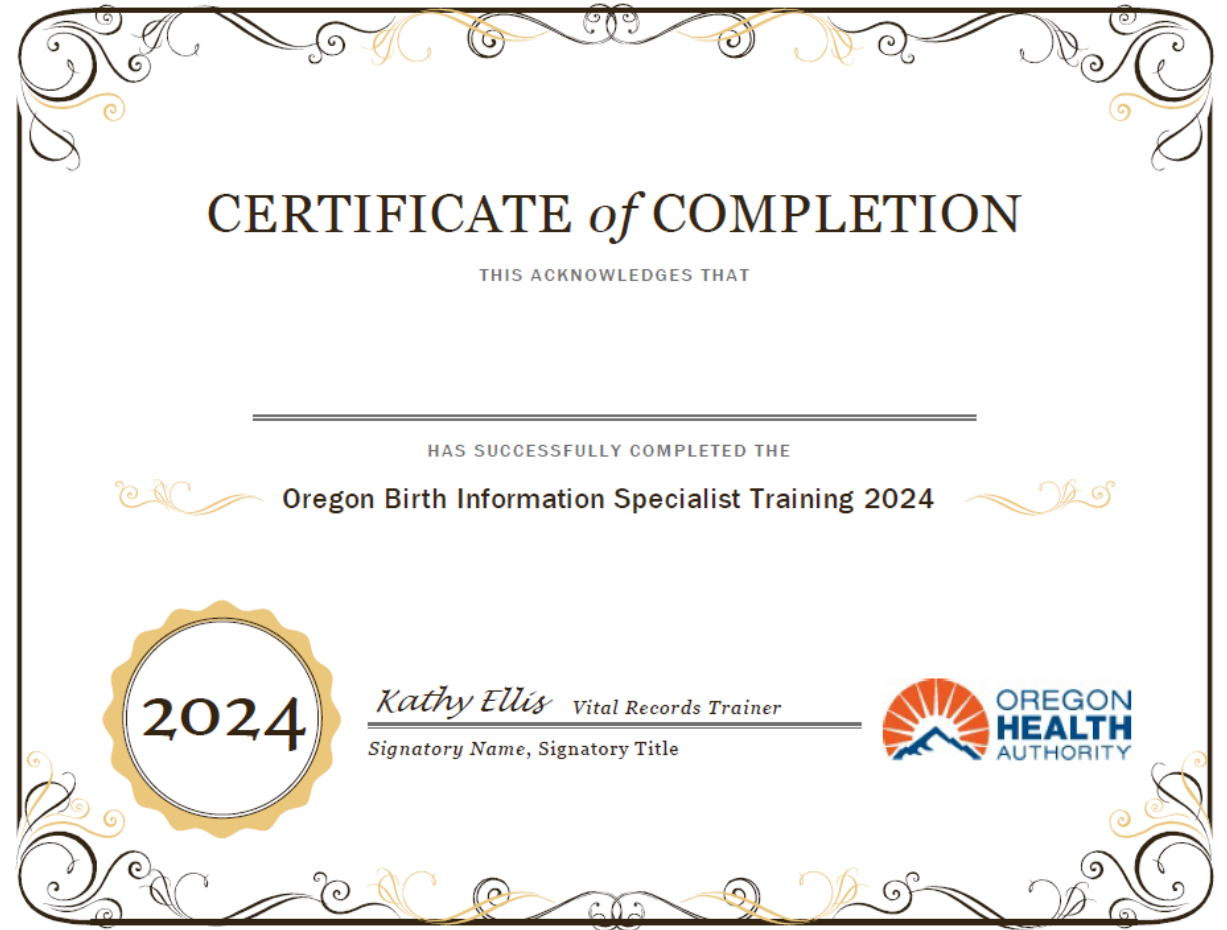 CERTIFICATE of COMPLETION
THIS ACKNOWLEDGES THAT
HAS SUCCESSFULLY COMPLETED THE
Oregon Birth Information Specialist Training 2024
2024
Kathy Ellis Vital Records Trainer
Signatory Name, Signatory Title
OREGON
HEALTH
AUTHORITY